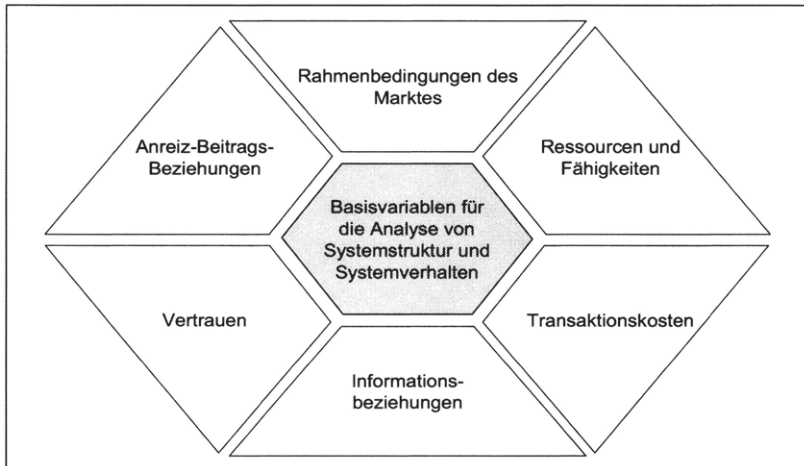 Rahmenbedingungen des
Marktes
Anreiz-Beitrags-
Beziehungen
Ressourcen und
Fähigkeiten
Basisvariablen für
die Analyse von
Systemstruktur und
Systemverhalten
Vertrauen
Transaktionskosten
Informations-
beziehungen